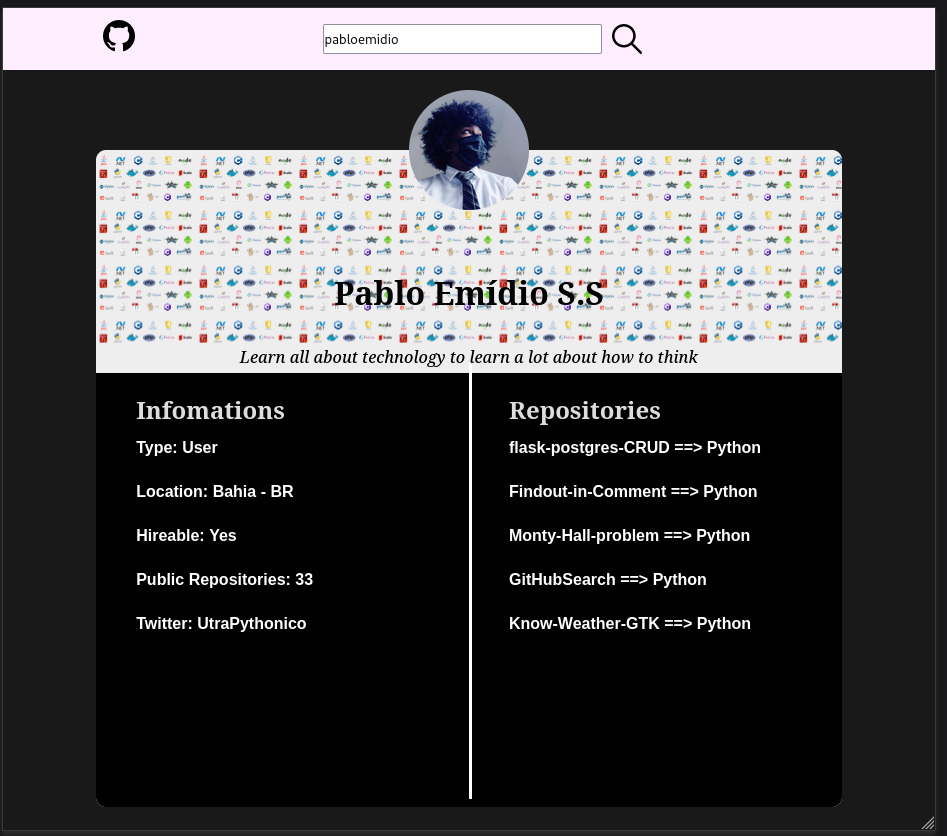 pabloemidio
Pablo Emídio S.S
Learn all about technology to learn a lot about how to think
Infomations
Type: User
Location: Bahia - BR
Hireable: Yes
Public Repositories: 33
Twitter: UtraPythonico
Repositories
flask-postgres-CRUD ==> Python
Findout-in-Comment ==> Python
Monty-Hall-problem ==> Python
GitHubSearch ==> Python
Know-Weather-GTK ==> Python